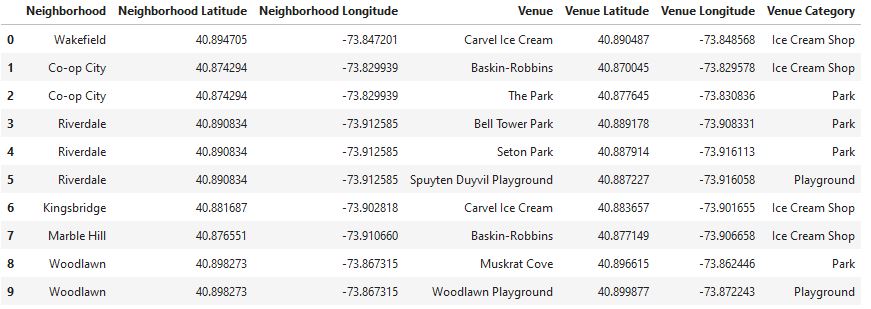 Neighborhood Neighborhood Latitude Neighborhood Longitude Venue Venue Latitude Venue Longitude Venue Category
0 Wakefield 40.894705 -73.847201 Carvel Ice Cream 40.890487 -73.848568 Ice Cream Shop
1 Co-op City 40.874294 -73.829939 Baskin-Robbins 40.870045 -73.829578 Ice Cream Shop
2 Co-op City 40.874294 -73.829939 The Park 40.877645 -73.830836 Park
3 Riverdale 40.890834 -73.912585 Bell Tower Park 40.889178 -73.908331 Park
4 Riverdale 40.890834 -73.912585 Seton Park 40.887914 -73.916113 Park
5 Riverdale 40.890834 -73.912585 Spuyten Duyvil Playground 40.887227 -73.916058 Playground
6 Kingsbridge 40.881687 -73.902818 Carvel Ice Cream 40.883657 -73.901655 Ice Cream Shop
7 Marble Hill 40.876551 -73.910660 Baskin-Robbins 40.877149 -73.906658 Ice Cream Shop
8 Woodlawn 40.898273 -73.867315 Muskrat Cove 40.896615 -73.862446 Park
9 Woodlawn 40.898273 -73.867315 Woodlawn Playground 40.899877 -73.872243 Playground